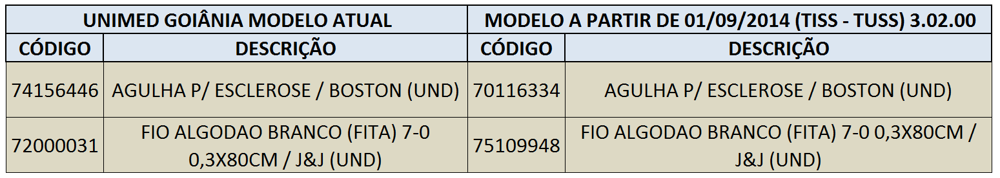 UNIMED GOIÂNIA MODELO ATUAL MODELO A PARTIR DE 01/09/2014 (TISS - TUSS) 3.02.00
CÓDIGO DESCRIÇÃO CÓDIGO DESCRIÇÃO
74156446 AGULHA P/ ESCLEROSE / BOSTON (UND) 70116334 AGULHA P/ ESCLEROSE / BOSTON (UND)
72000031 FIO ALGODAO BRANCO (FITA) 7-0
0,3X80CM / J&J (UND) 75109948 FIO ALGODAO BRANCO (FITA) 7-0 0,3X80CM /
J&J (UND)